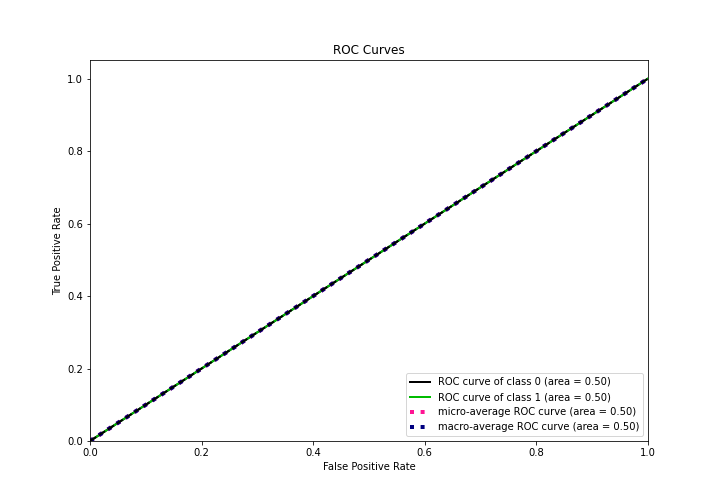 ROC Curves
True Positive Rate
1.0
0.8
0.6
0.4
0.2
0.0
0.0 0.2 0.4 0.6 0.8 1.0
False Positive Rate
ROC curve of class 0 (area = 0.50)
ROC curve of class 1 (area = 0.50)
micro-average ROC curve (area = 0.50)
macro-average ROC curve (area = 0.50)